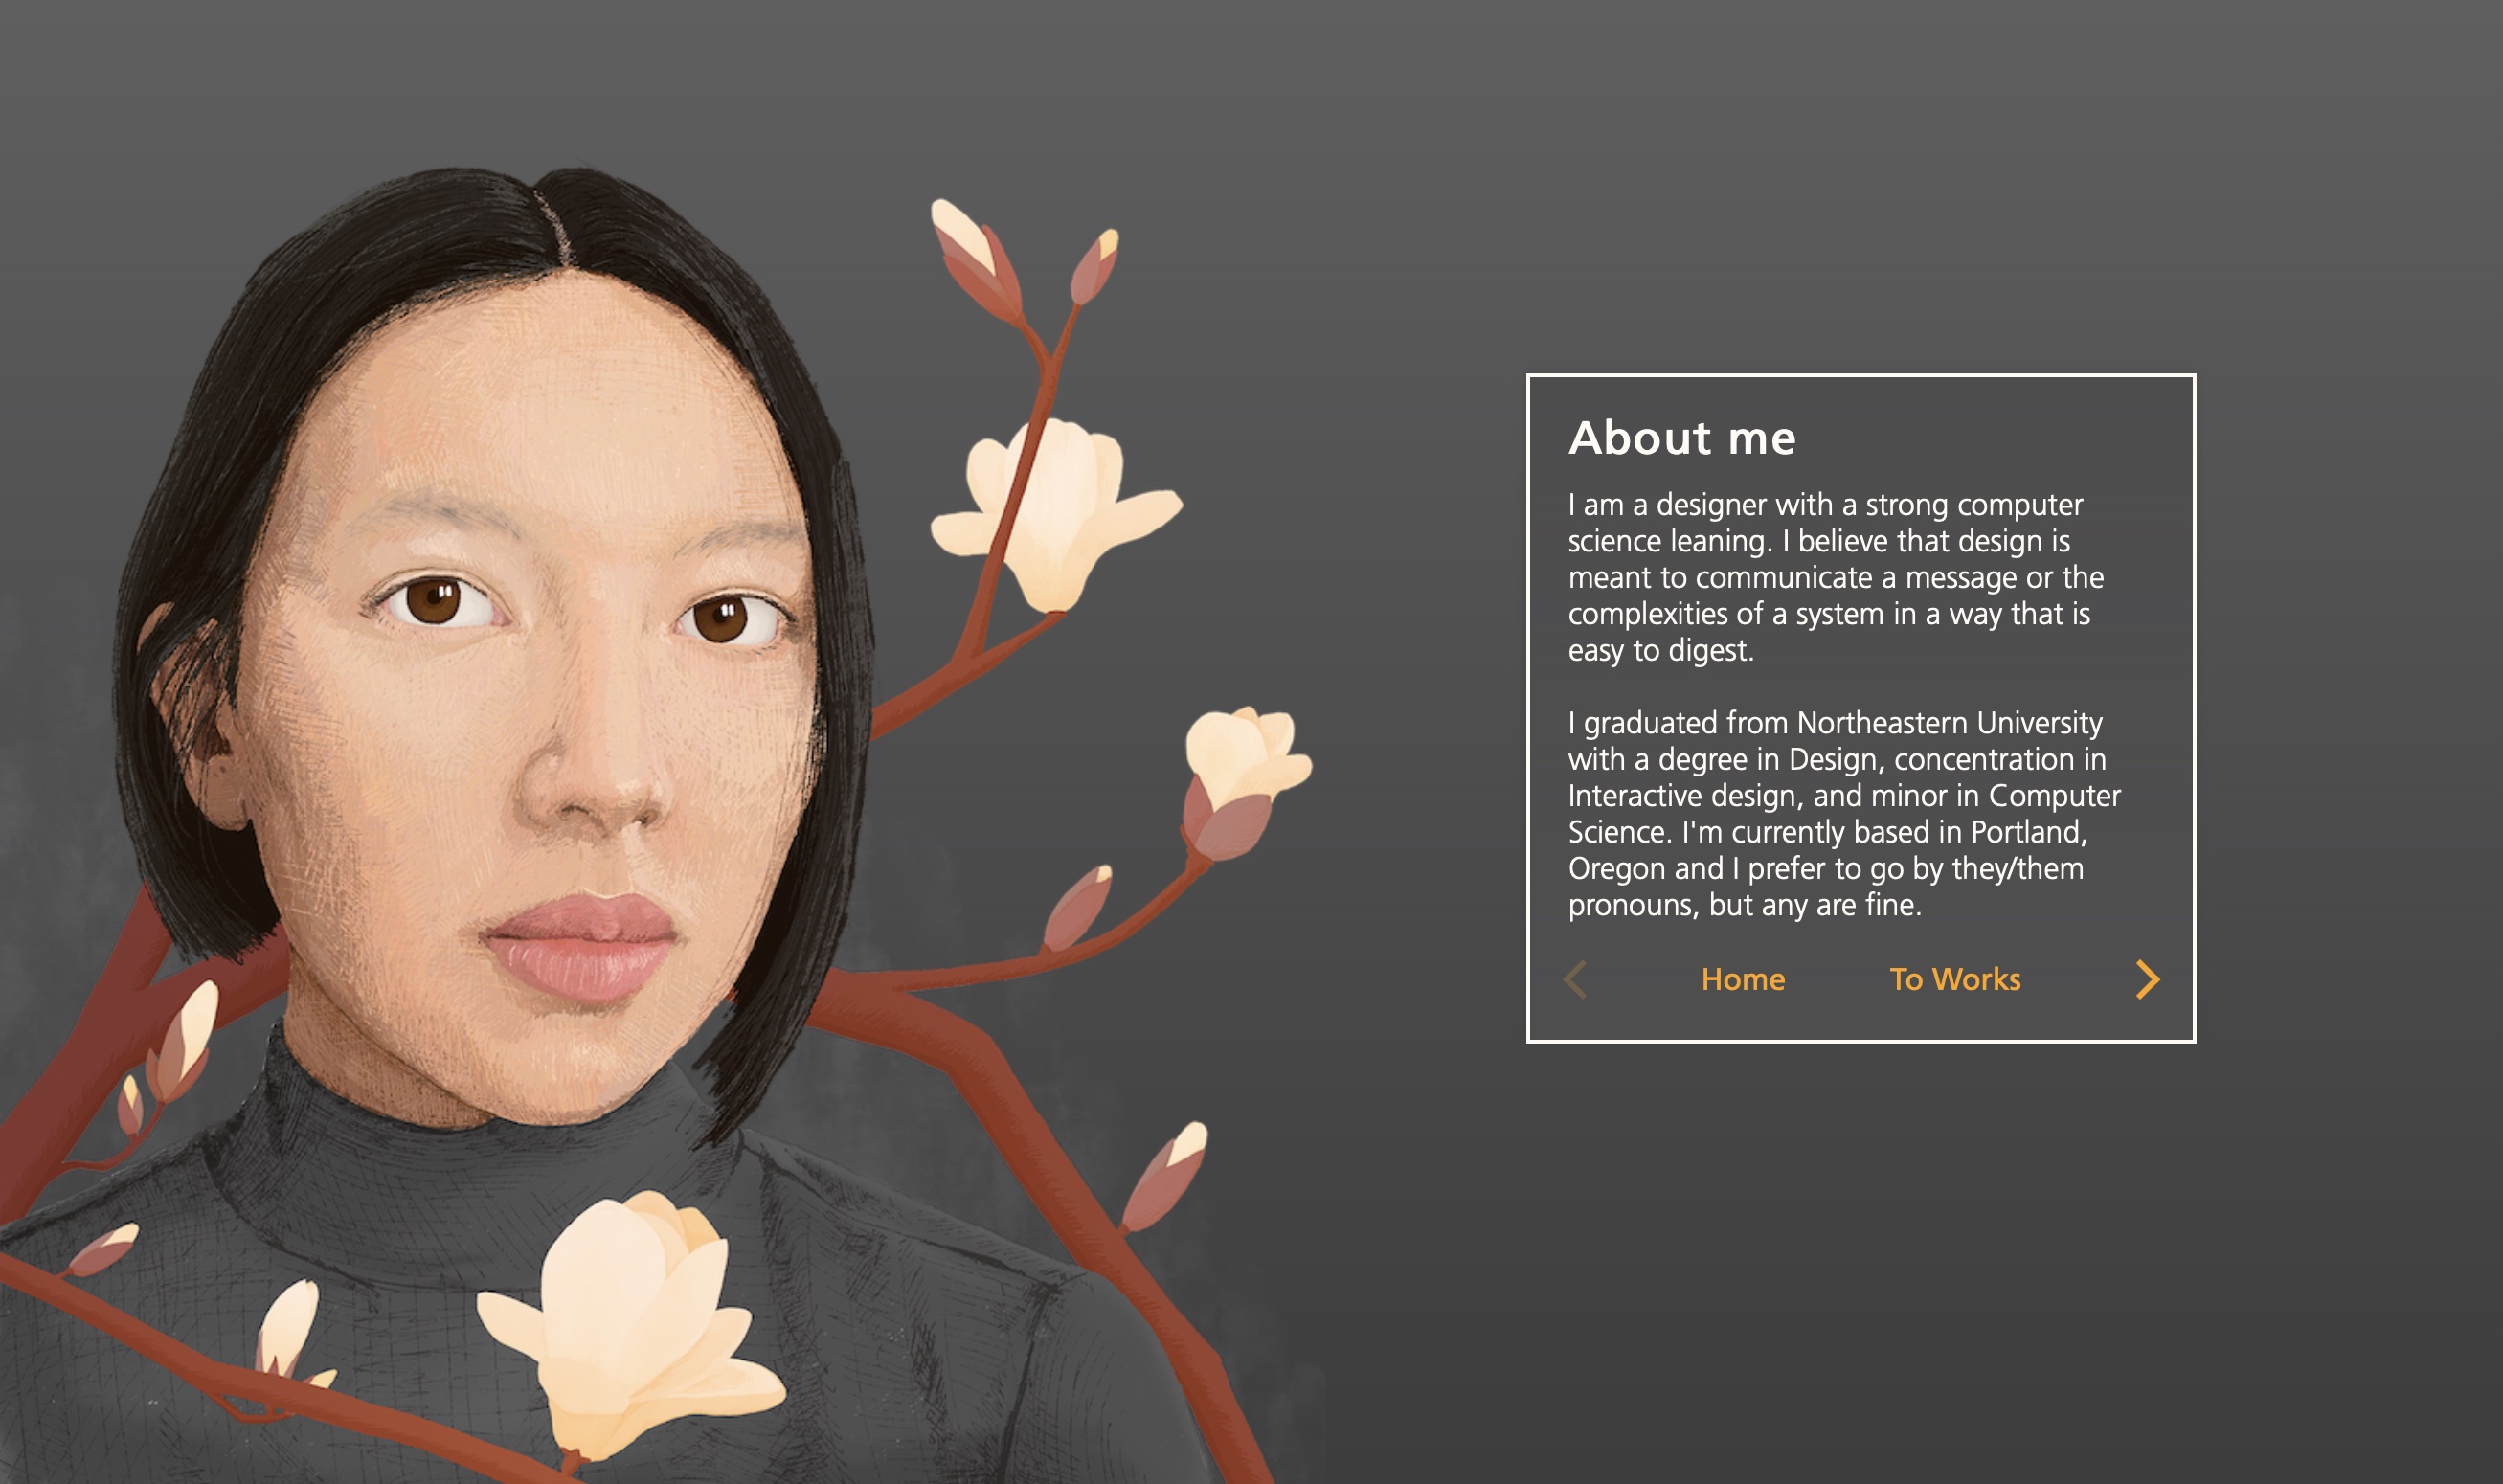 About me
I am a designer with a strong computer
science leaning. I believe that design is
meant to communicate a message or the
complexities of a system in a way that is
easy to digest.
I graduated from Northeastern University
with a degree in Design, concentration in
Interactive design, and minor in Computer
Science. I'm currently based in Portland,
Oregon and I prefer to go by they/them
pronouns, but any are fine.
Home To Works